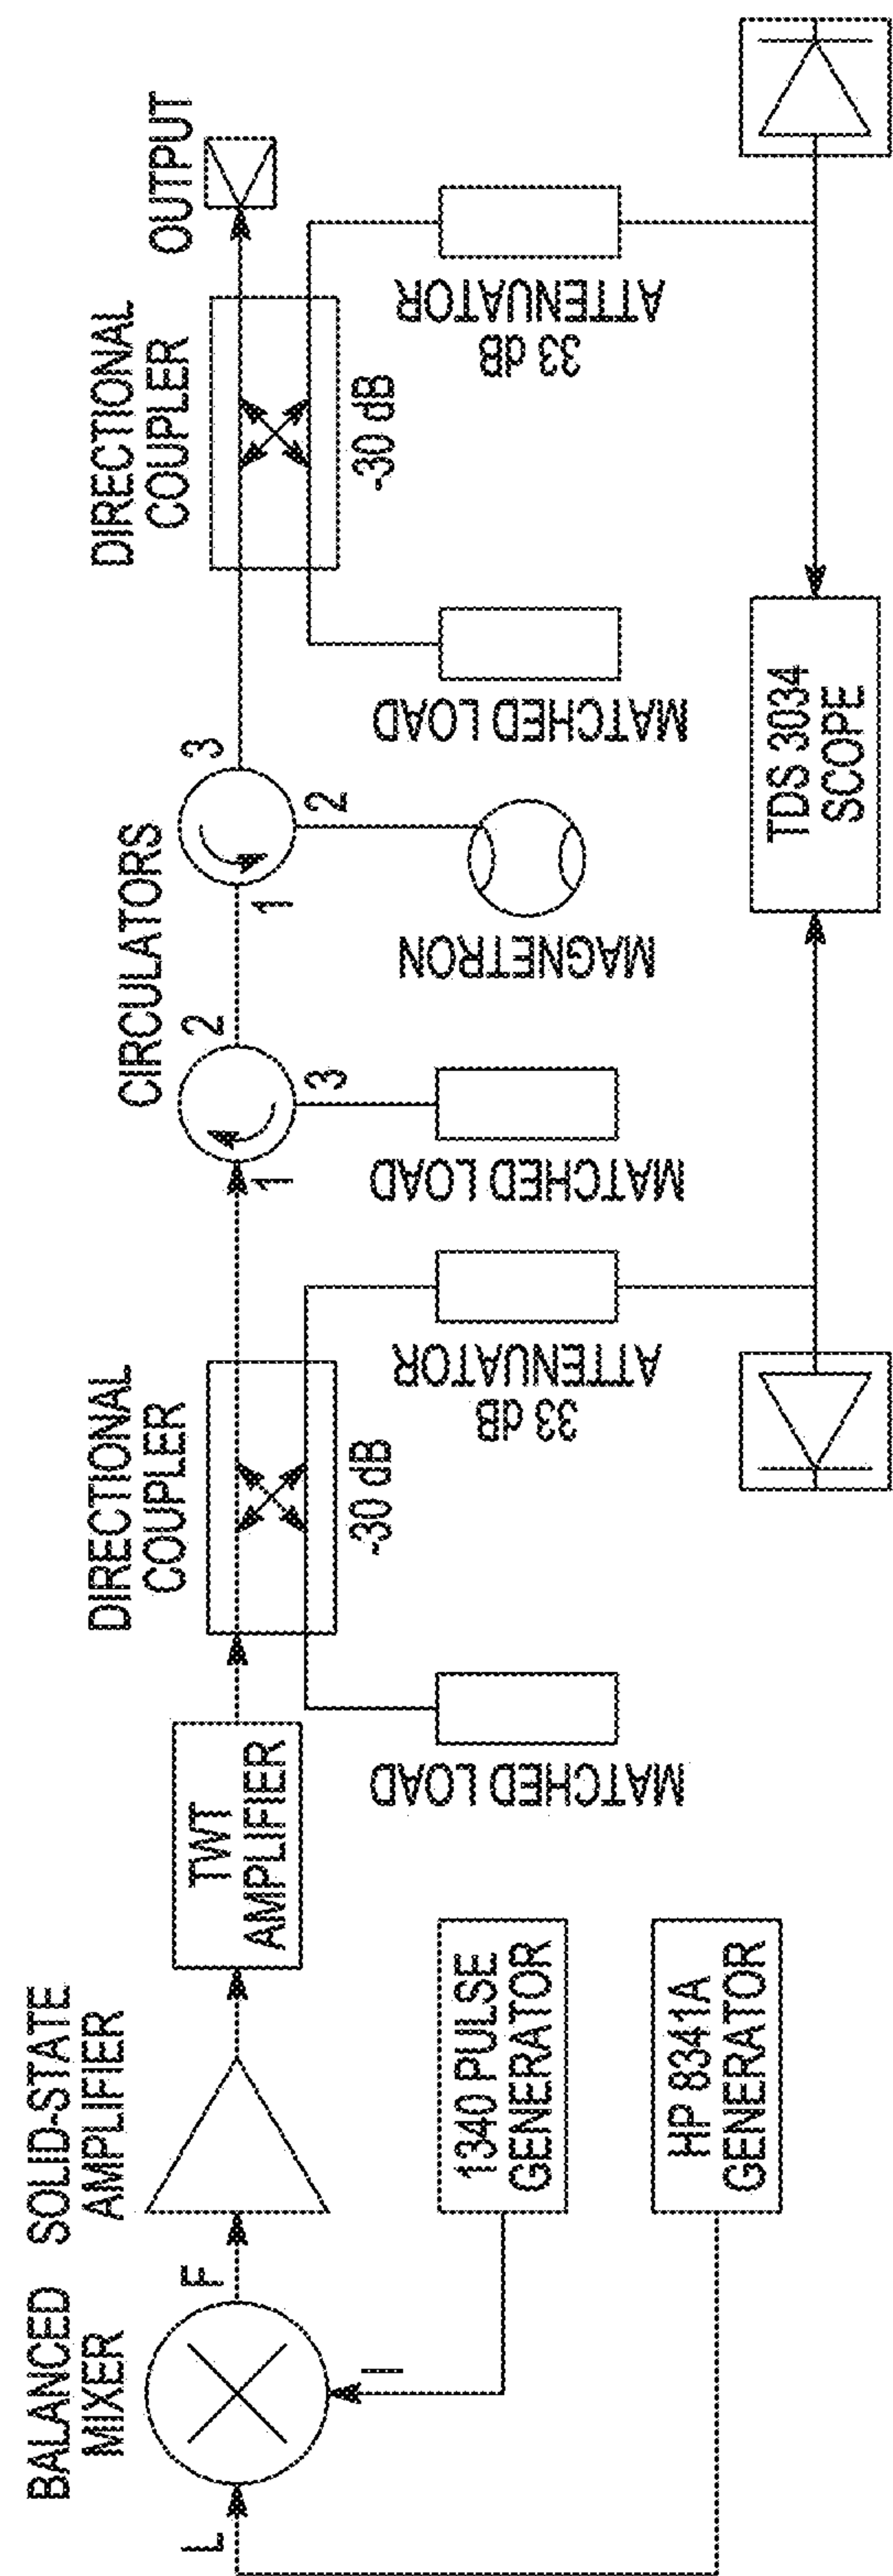 BALANCED
MIXER
L
F
I
SOLID-STATE
AMPLIFIER
TWT
AMPLIFIER
1340 PULSE
GENERATOR
HP 8341A
GENERATOR
DIRECTIONAL
COUPLER
-30 dB
MATCHED LOAD
33 dB
ATTENUATOR
CIRCULATORS
1
2
3
MATCHED LOAD
1
2
3
MAGNETRON
DIRECTIONAL
COUPLER
-30 dB
MATCHED LOAD
33 dB
ATTENUATOR
OUTPUT
TDS 3034
SCOPE